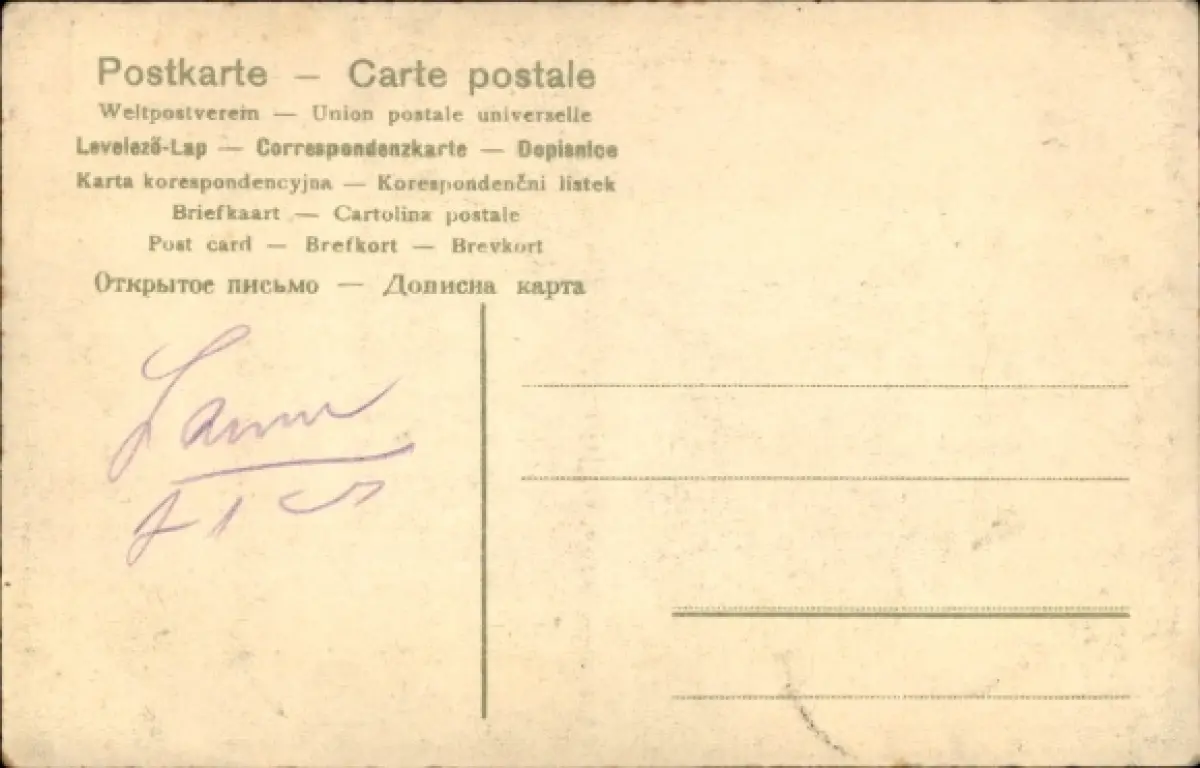 Postkarte — Carte postale
Weltpostverein — Union postale universelle
Levelező-Lap — Correspondenzkarte — Dopisnice
Karta korespondencyjna — Korespondenční listek
Briefkaart — Cartolina postale
Post card — Brefkort — Brevkort
Открытое письмо — Дописна карта